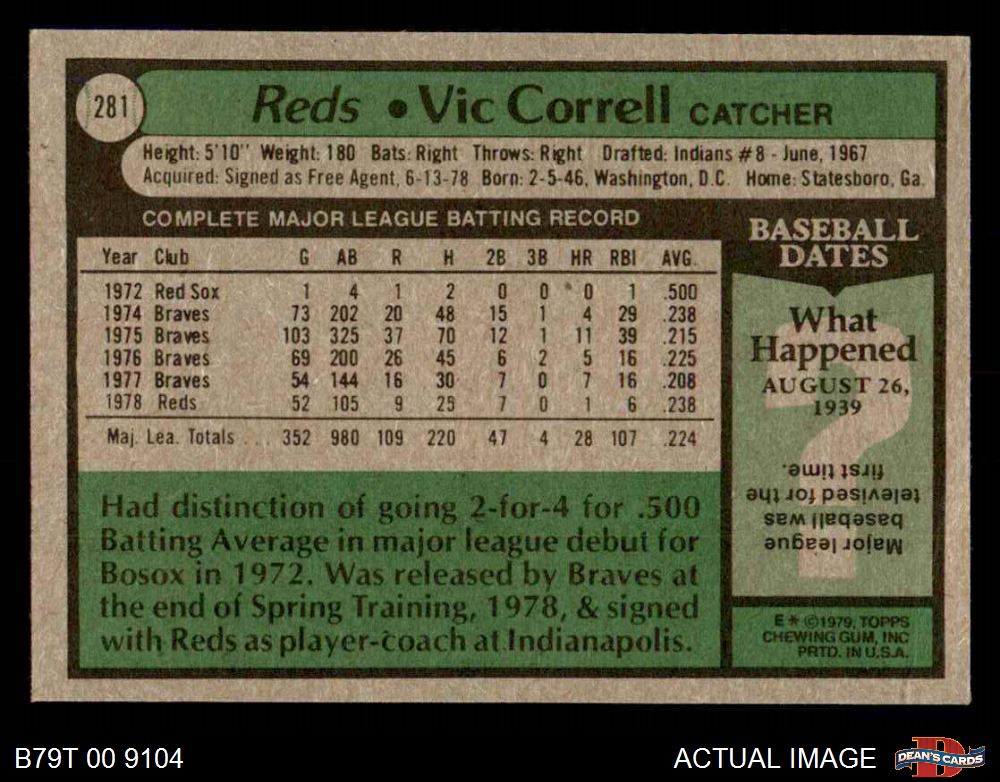 281
Reds • Vic Correll CATCHER
Height: 5'10" Weight: 180 Bats: Right Throws: Right Drafted: Indians #8 - June, 1967
Acquired: Signed as Free Agent, 6-13-78 Born: 2-5-46, Washington, D.C. Home: Statesboro, Ga.
COMPLETE MAJOR LEAGUE BATTING RECORD
Year Club G AB R H 2B 3B HR RBI AVG.
1972 Red Sox 1 4 1 2 0 0 0 1 .500
1974 Braves 73 202 20 48 15 1 4 29 .238
1975 Braves 103 325 37 70 12 1 11 39 .215
1976 Braves 69 200 26 45 6 2 5 16 .225
1977 Braves 54 144 16 30 7 0 7 16 .208
1978 Reds 52 105 9 25 7 0 1 6 .238
Maj. Lea. Totals ... 352 980 109 220 47 4 28 107 .224
Had distinction of going 2-for-4 for .500
Batting Average in major league debut for
Bosox in 1972. Was released by Braves at
the end of Spring Training, 1978, & signed
with Reds as player-coach at Indianapolis.
BASEBALL
DATES
What
Happened
AUGUST 26,
1939
?
Major league
baseball was
televised for the
first time.
E * ©1979, TOPPS
CHEWING GUM, INC
PRTD. IN U.S.A.
B79T 00 9104
ACTUAL IMAGE
D
DEAN'S CARDS